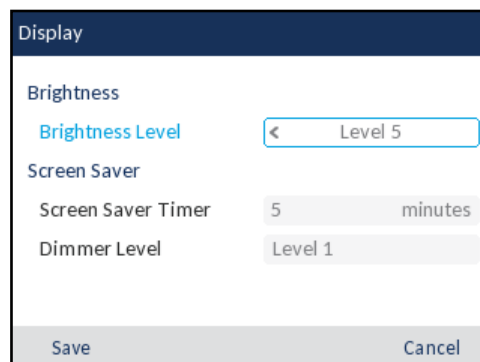 Display
Brightness
Brightness Level < Level 5
Screen Saver
Screen Saver Timer 5 minutes
Dimmer Level Level 1
Save Cancel